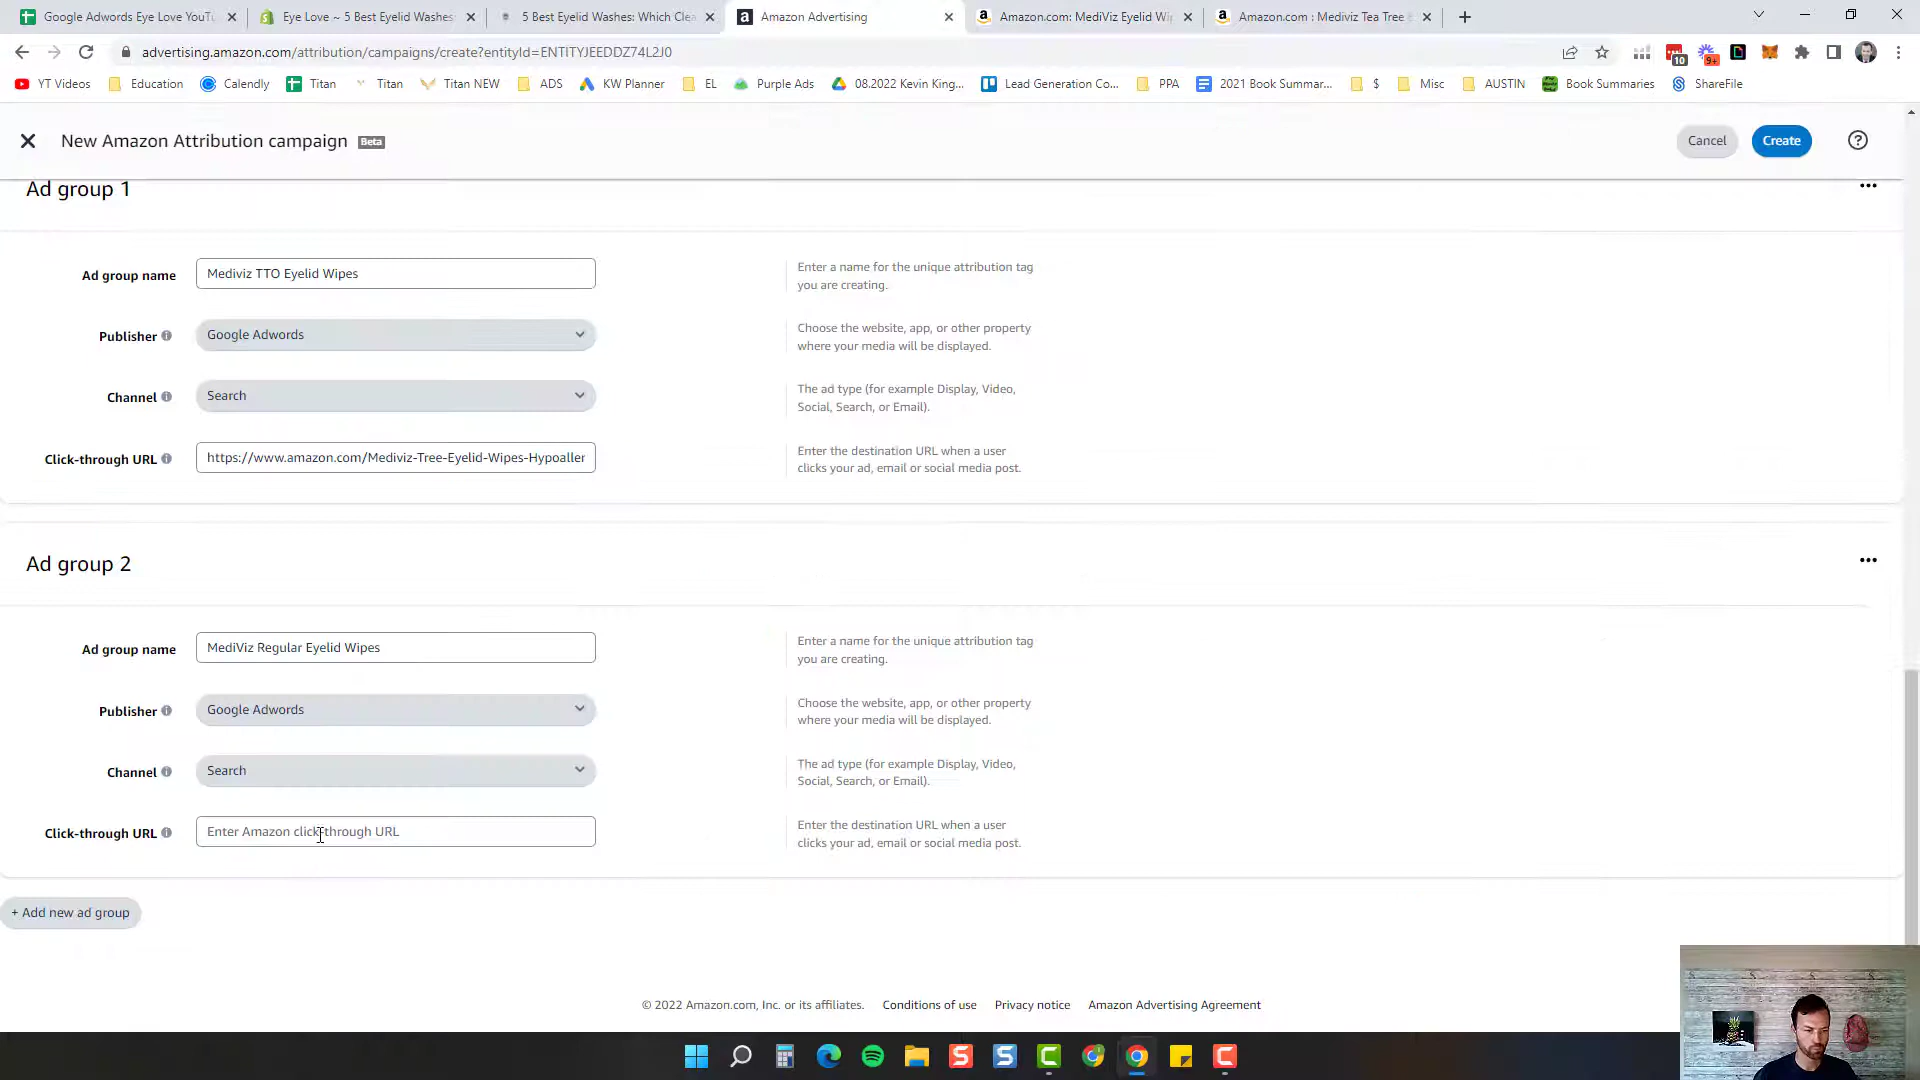 Google Adwords Eye Love YouTu
Eye Love ~ 5 Best Eyelid Washes:
5 Best Eyelid Washes: Which Clea
Amazon Advertising
Amazon.com: MediViz Eyelid Wi
Amazon.com : Mediviz Tea Tree
advertising.amazon.com/attribution/campaigns/create?entityId=ENTITYJEEDDZ74L2J0
10
9+
YT Videos
Education
Calendly
Titan
Titan
Titan NEW
ADS
KW Planner
EL
Purple Ads
08.2022 Kevin King...
Lead Generation Co...
PPA
2021 Book Summar...
$
Misc
AUSTIN
Book Summaries
ShareFile
New Amazon Attribution campaign Beta
Cancel
Create
Ad group 1
Ad group name
Mediviz TTO Eyelid Wipes
Enter a name for the unique attribution tag
you are creating.
Publisher
Google Adwords
Choose the website, app, or other property
where your media will be displayed.
Channel
Search
The ad type (for example Display, Video,
Social, Search, or Email).
Click-through URL
https://www.amazon.com/Mediviz-Tree-Eyelid-Wipes-Hypoaller
Enter the destination URL when a user
clicks your ad, email or social media post.
Ad group 2
Ad group name
MediViz Regular Eyelid Wipes
Enter a name for the unique attribution tag
you are creating.
Publisher
Google Adwords
Choose the website, app, or other property
where your media will be displayed.
Channel
Search
The ad type (for example Display, Video,
Social, Search, or Email).
Click-through URL
Enter Amazon click-through URL
Enter the destination URL when a user
clicks your ad, email or social media post.
+ Add new ad group
© 2022 Amazon.com, Inc. or its affiliates.
Conditions of use
Privacy notice
Amazon Advertising Agreement